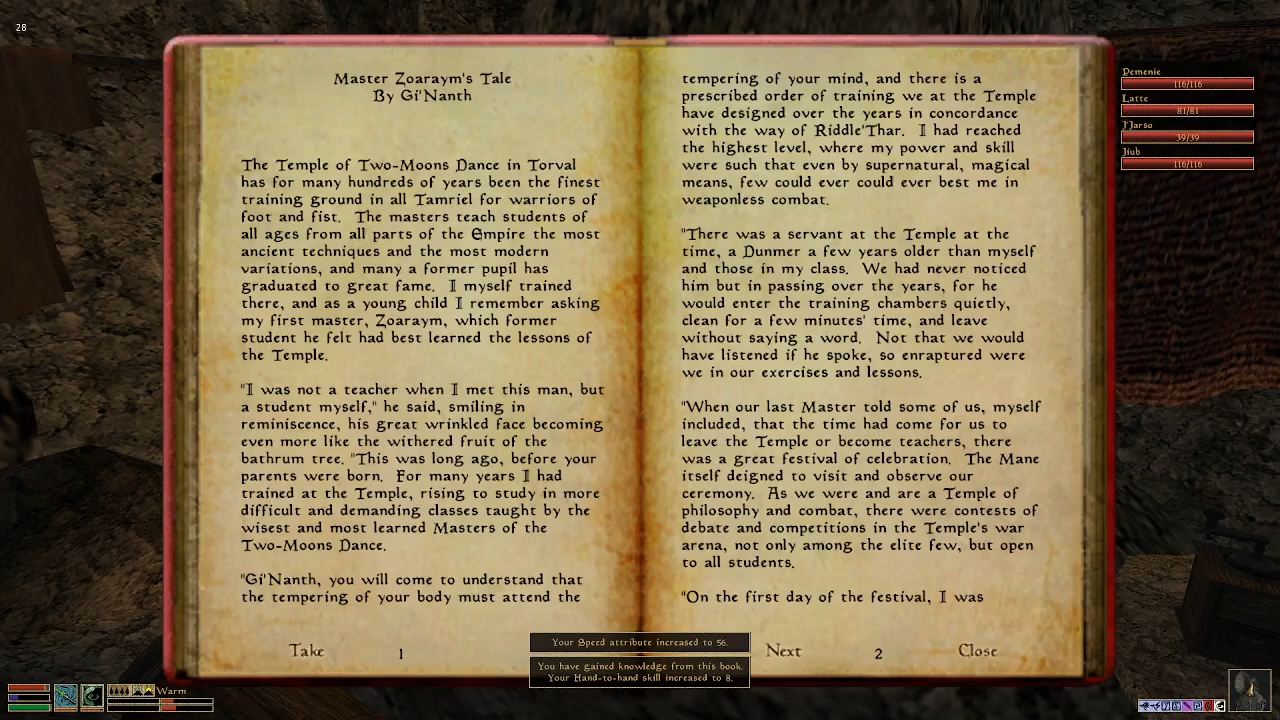 28
Master Zoaraym's Tale
By Gi'Nanth
The Temple of Two-Moons Dance in Torval
has for many hundreds of years been the finest
training ground in all Tamriel for warriors of
foot and fist. The masters teach students of
all ages from all parts of the Empire the most
ancient techniques and the most modern
variations, and many a former pupil has
graduated to great fame. I myself trained
there, and as a young child I remember asking
my first master, Zoaraym, which former
student he felt had best learned the lessons of
the Temple.
"I was not a teacher when I met this man, but
a student myself," he said, smiling in
reminiscence, his great wrinkled face becoming
even more like the withered fruit of the
bathrum tree. "This was long ago, before your
parents were born. For many years I had
trained at the Temple, rising to study in more
difficult and demanding classes taught by the
wisest and most learned Masters of the
Two-Moons Dance.
"Gi'Nanth, you will come to understand that
the tempering of your body must attend the
Take
1
tempering of your mind, and there is a
prescribed order of training we at the Temple
have designed over the years in concordance
with the way of Riddle'Thar. I had reached
the highest level, where my power and skill
were such that even by supernatural, magical
means, few could ever could ever best me in
weaponless combat.
"There was a servant at the Temple at the
time, a Dunmer a few years older than myself
and those in my class. We had never noticed
him but in passing over the years, for he
would enter the training chambers quietly,
clean for a few minutes' time, and leave
without saying a word. Not that we would
have listened if he spoke, so enraptured were
we in our exercises and lessons.
"When our last Master told some of us, myself
included, that the time had come for us to
leave the Temple or become teachers, there
was a great festival of celebration. The Mane
itself deigned to visit and observe our
ceremony. As we were and are a Temple of
philosophy and combat, there were contests of
debate and competitions in the Temple's war
arena, not only among the elite few, but open
to all students.
"On the first day of the festival, I was
Next
2
Close
Your Speed attribute increased to 56.
You have gained knowledge from this book.
Your Hand-to-hand skill increased to 8.
Demenie
116/116
Latte
81/81
J'Jarso
39/39
Jiub
116/116
Warm